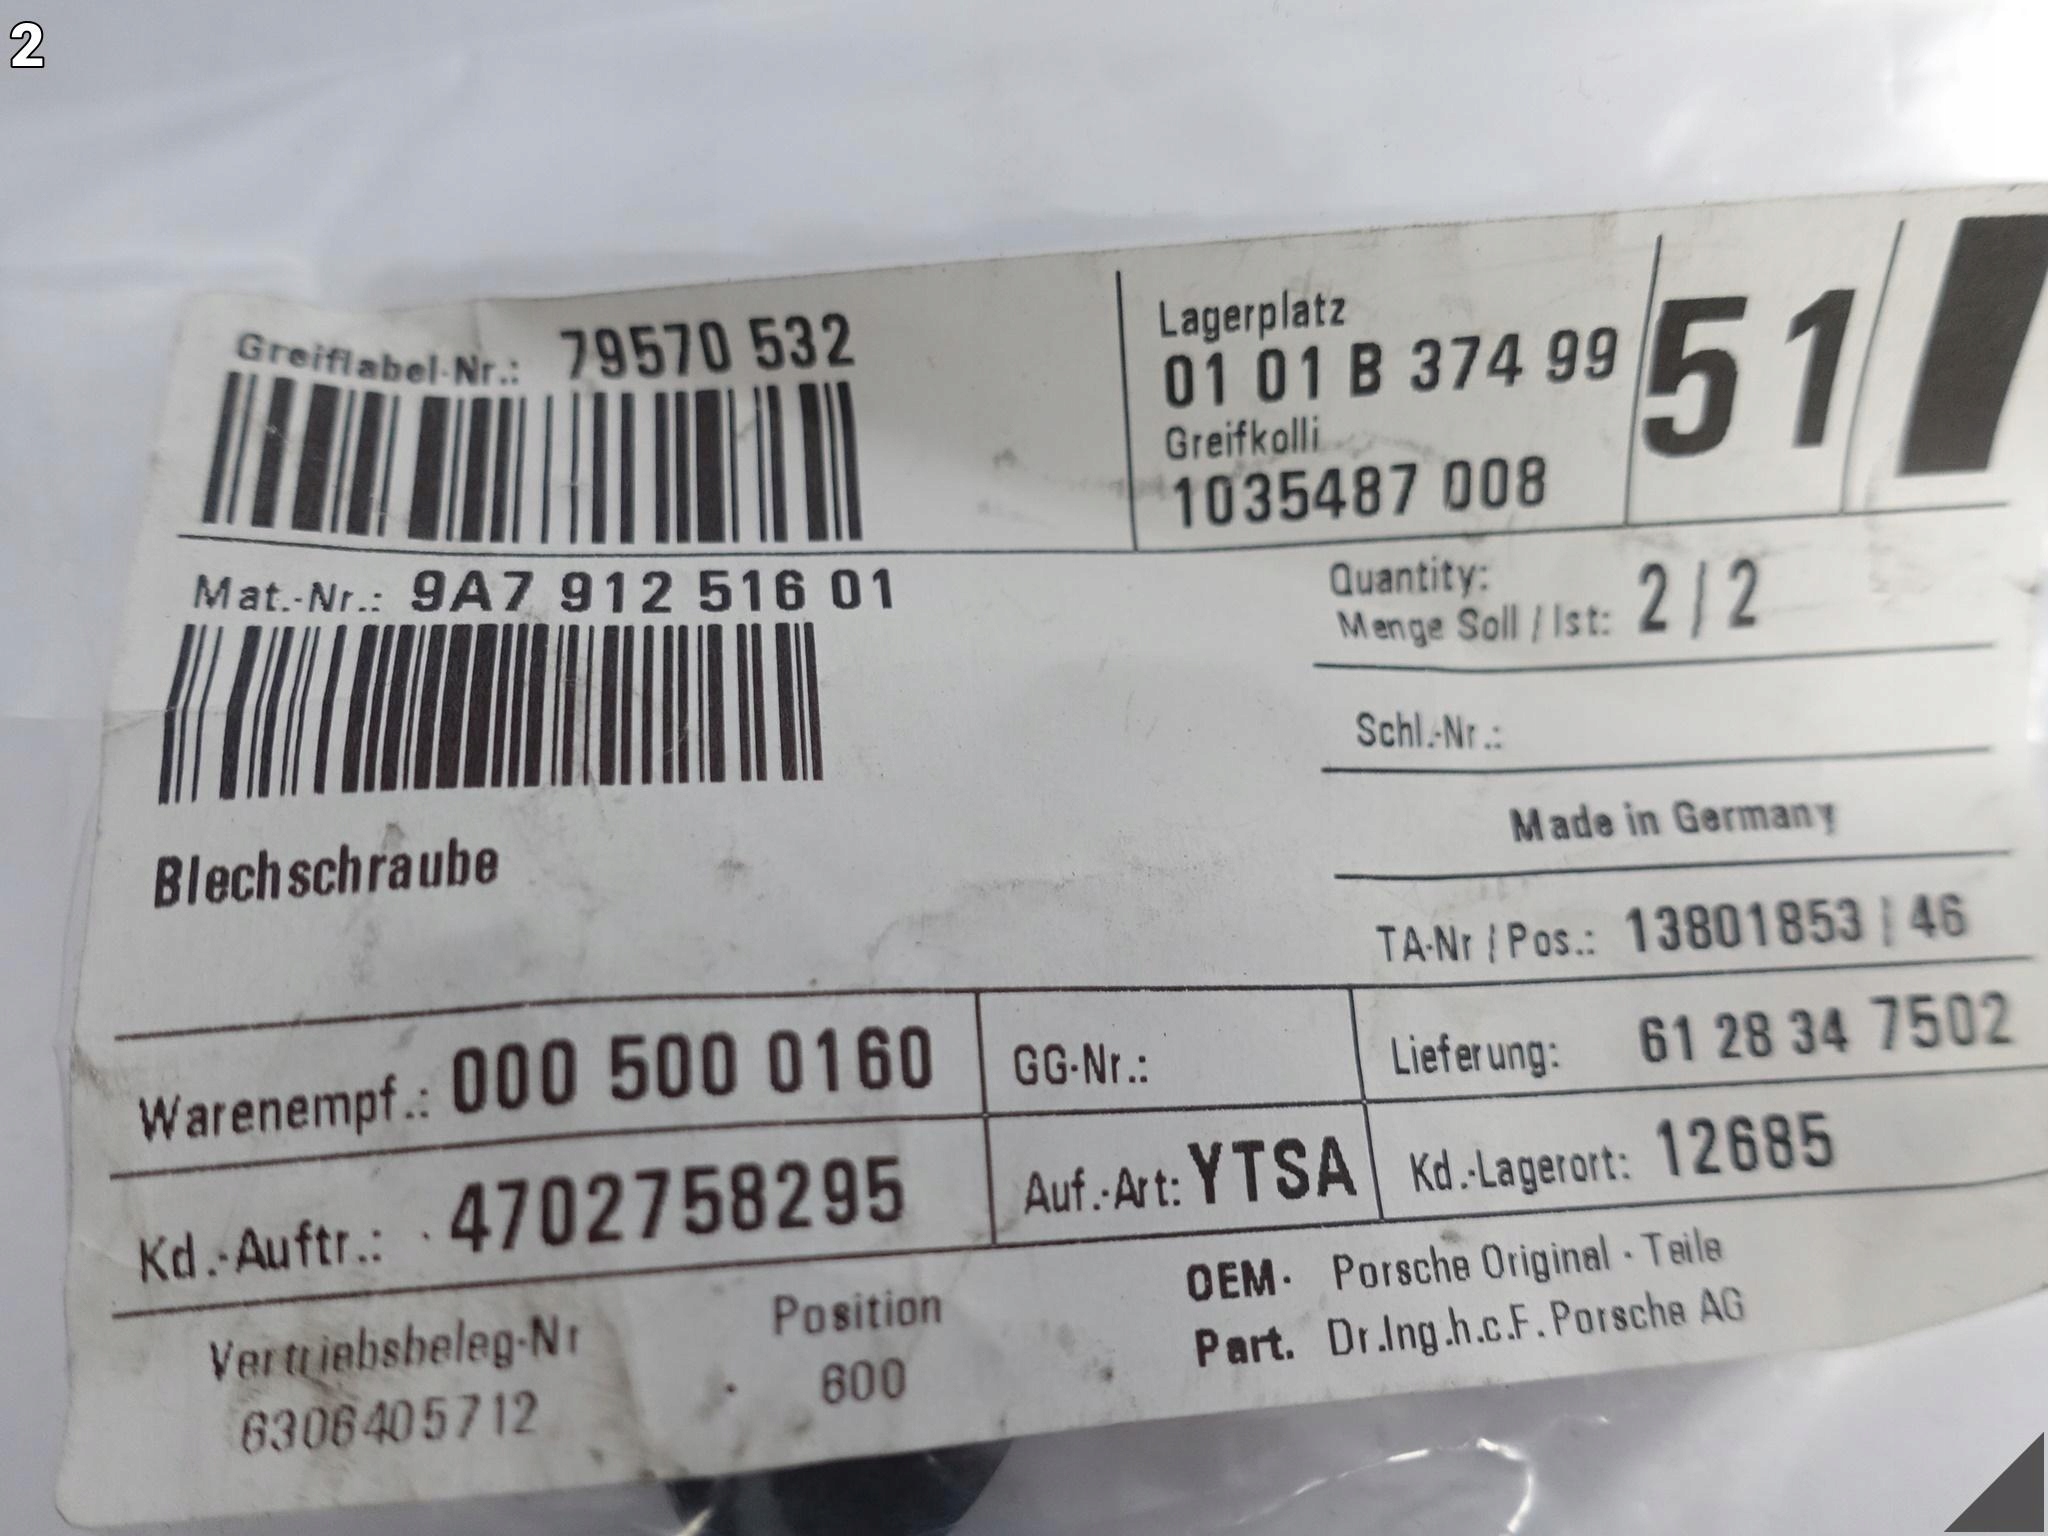 2
Greiflabel-Nr.: 79570 532
Lagerplatz
01 01 B 374 99
Greifkolli
1035487 008
51
Mat.-Nr.: 9A7 912 516 01
Quantity:
Menge Soll / Ist: 2 / 2
Schl.-Nr.:
Made in Germany
Blechschraube
TA-Nr / Pos.: 13801853 / 46
Warenempf.: 000 500 0160
GG-Nr.:
Lieferung: 61 28 34 7502
Kd.-Auftr.: 4702758295
Auf.-Art: YTSA
Kd.-Lagerort: 12685
Vertriebsbeleg-Nr
6306405712
Position
600
OEM- Porsche Original - Teile
Part. Dr.Ing.h.c.F. Porsche AG